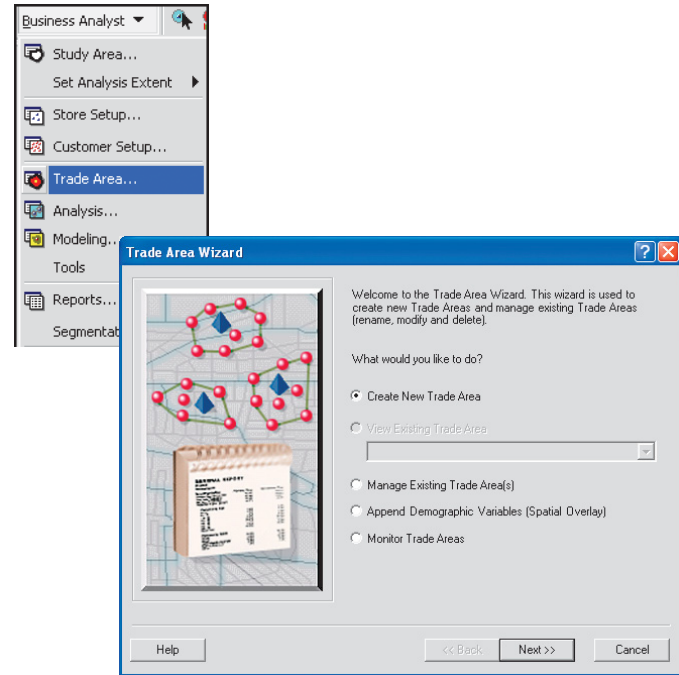 Business Analyst
Study Area...
Set Analysis Extent
Store Setup...
Customer Setup...
Trade Area...
Analysis...
Modeling...
Tools
Reports...
Segmentat
Trade Area Wizard
Welcome to the Trade Area Wizard. This wizard is used to
create new Trade Areas and manage existing Trade Areas
(rename, modify and delete).
What would you like to do?
Create New Trade Area
View Existing Trade Area
Manage Existing Trade Area(s)
Append Demographic Variables (Spatial Overlay)
Monitor Trade Areas
Help
<< Back
Next >>
Cancel